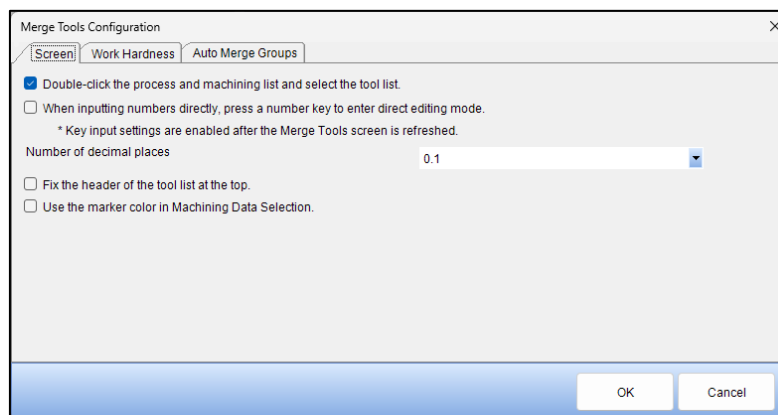 Merge Tools Configuration
Screen Work Hardness Auto Merge Groups
Double-click the process and machining list and select the tool list.
When inputting numbers directly, press a number key to enter direct editing mode.
* Key input settings are enabled after the Merge Tools screen is refreshed.
Number of decimal places 0.1
Fix the header of the tool list at the top.
Use the marker color in Machining Data Selection.
OK Cancel